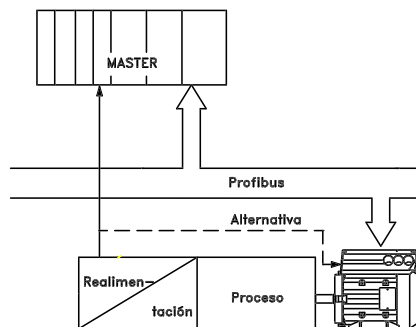 MASTER
Profibus
Alternativa
Realimen-
tación
Proceso